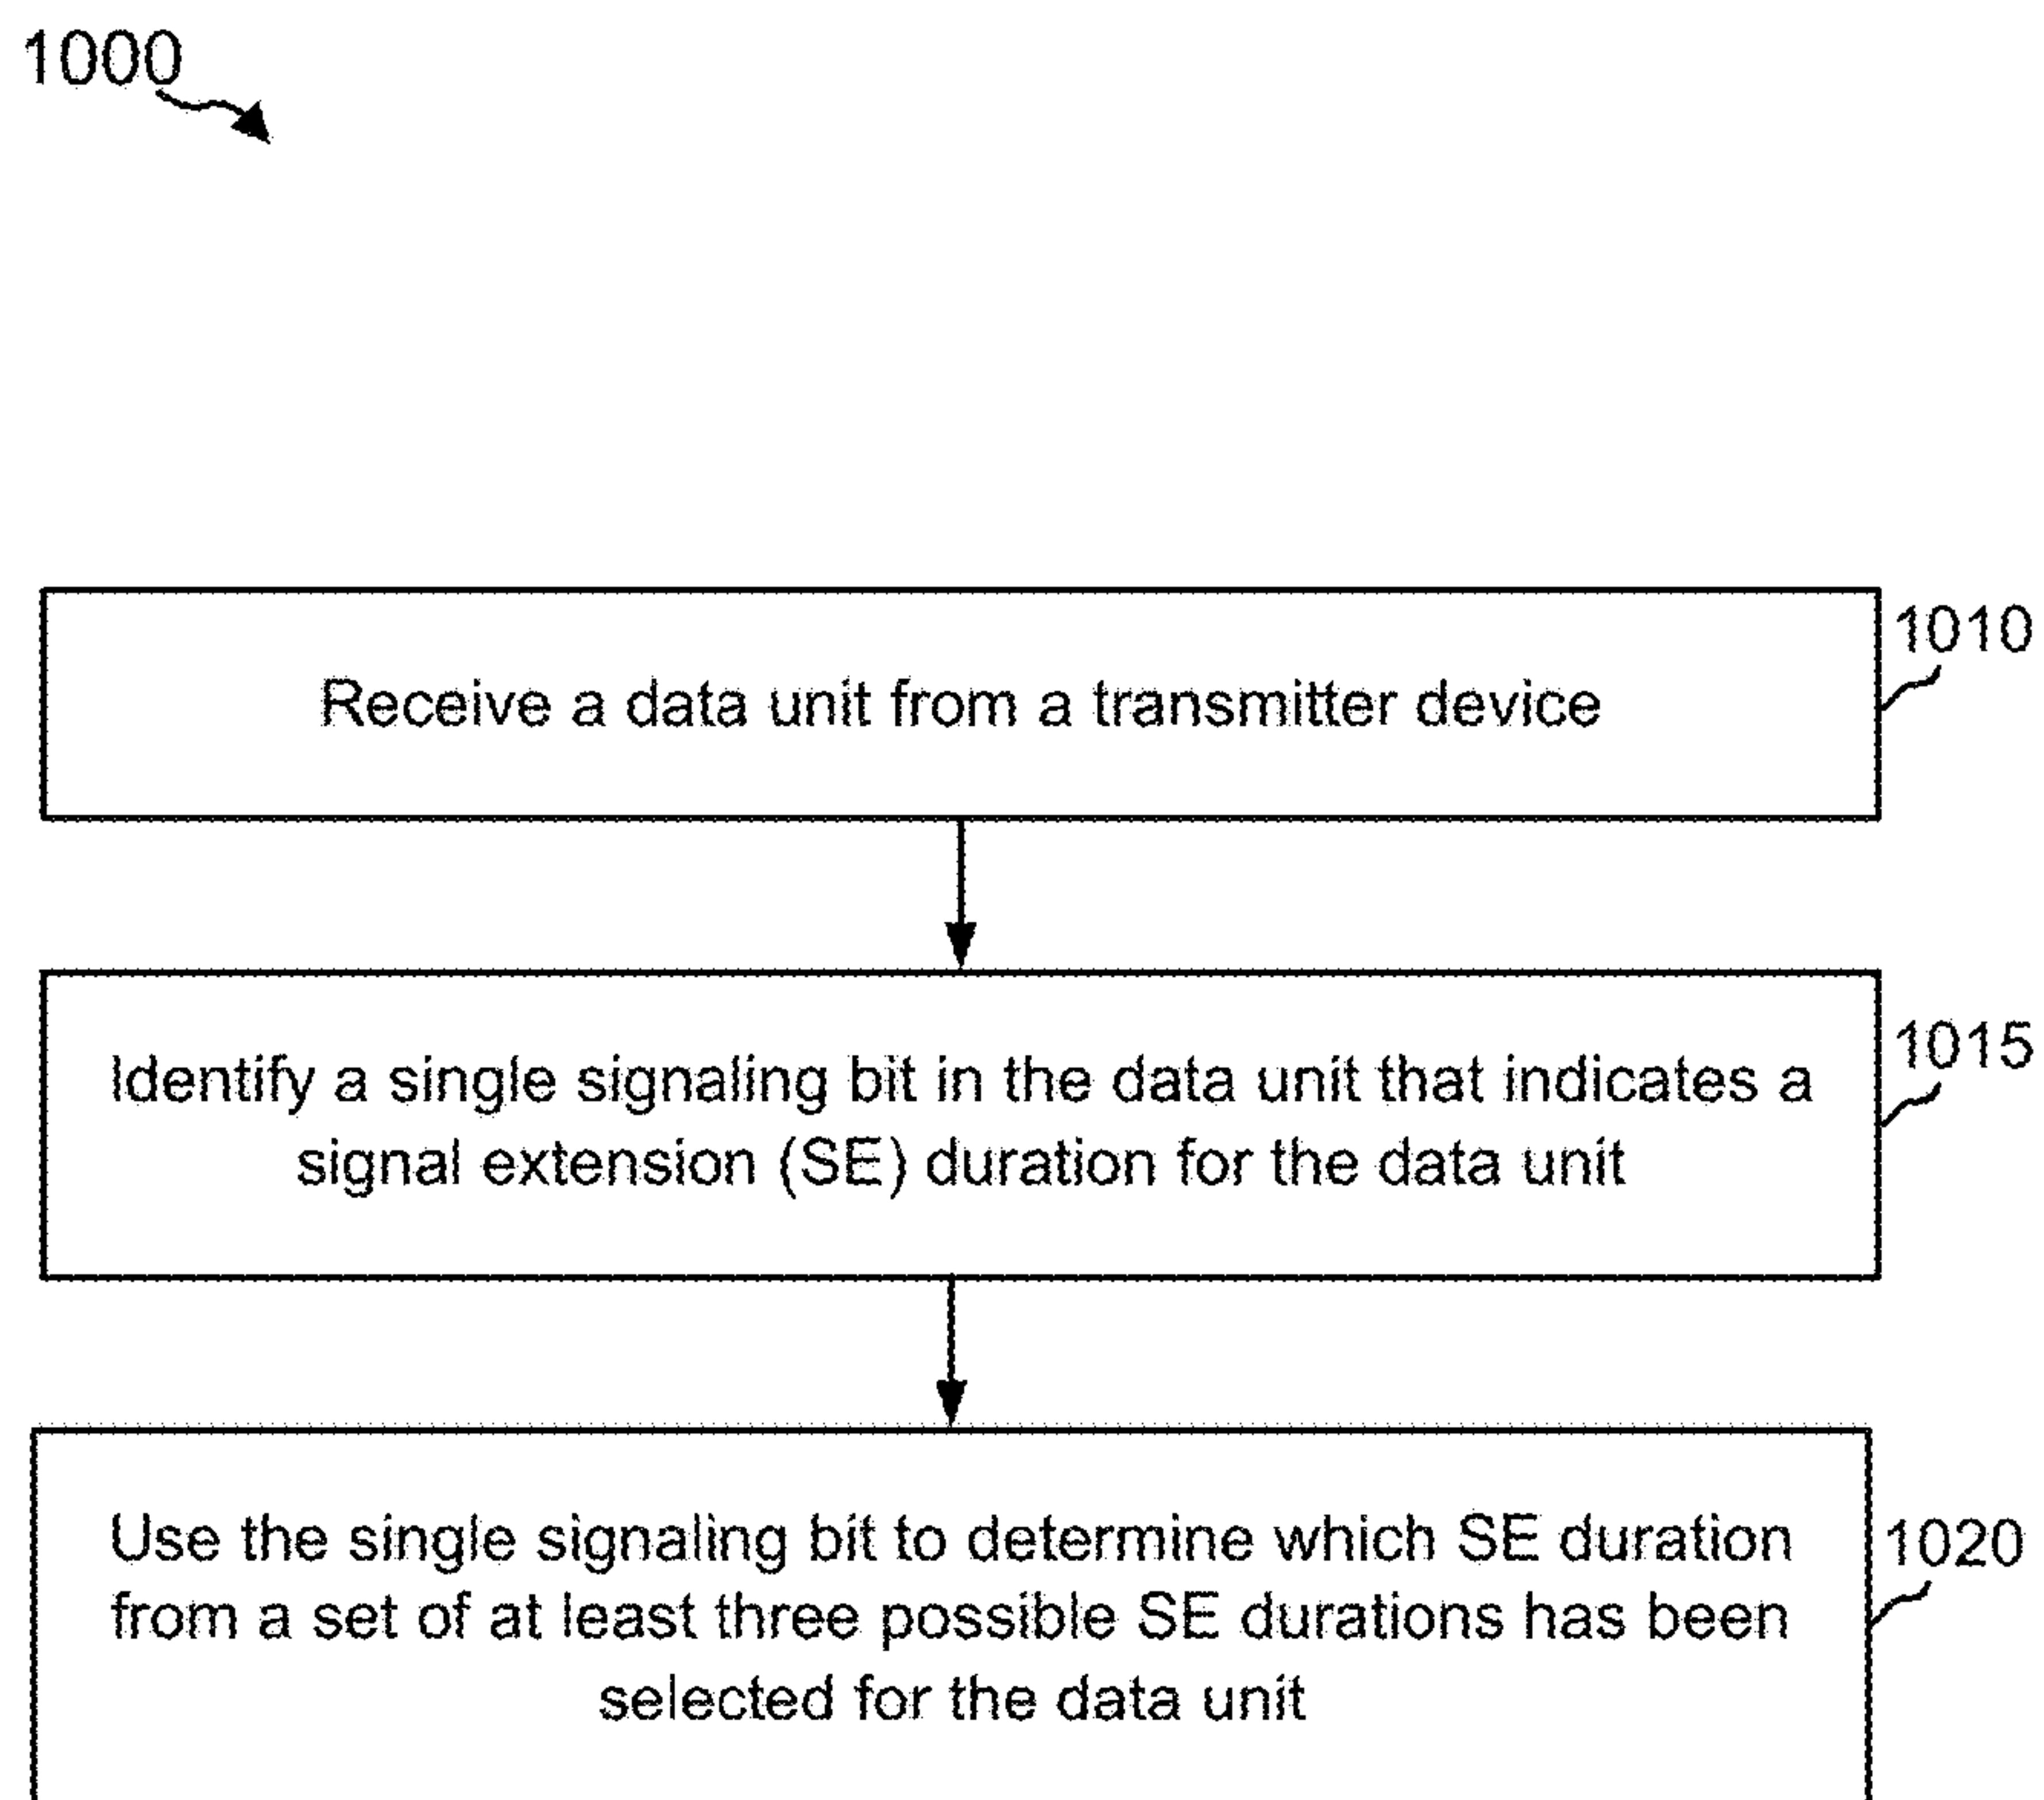 1000
Receive a data unit from a transmitter device
1010
Identify a single signaling bit in the data unit that indicates a
signal extension (SE) duration for the data unit
1015
Use the single signaling bit to determine which SE duration
from a set of at least three possible SE durations has been
selected for the data unit
1020